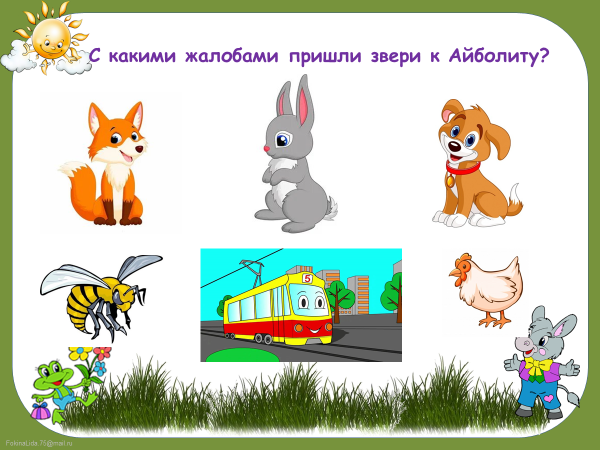 С какими жалобами пришли звери к Айболиту?
5
FokinaLida.75@mail.ru